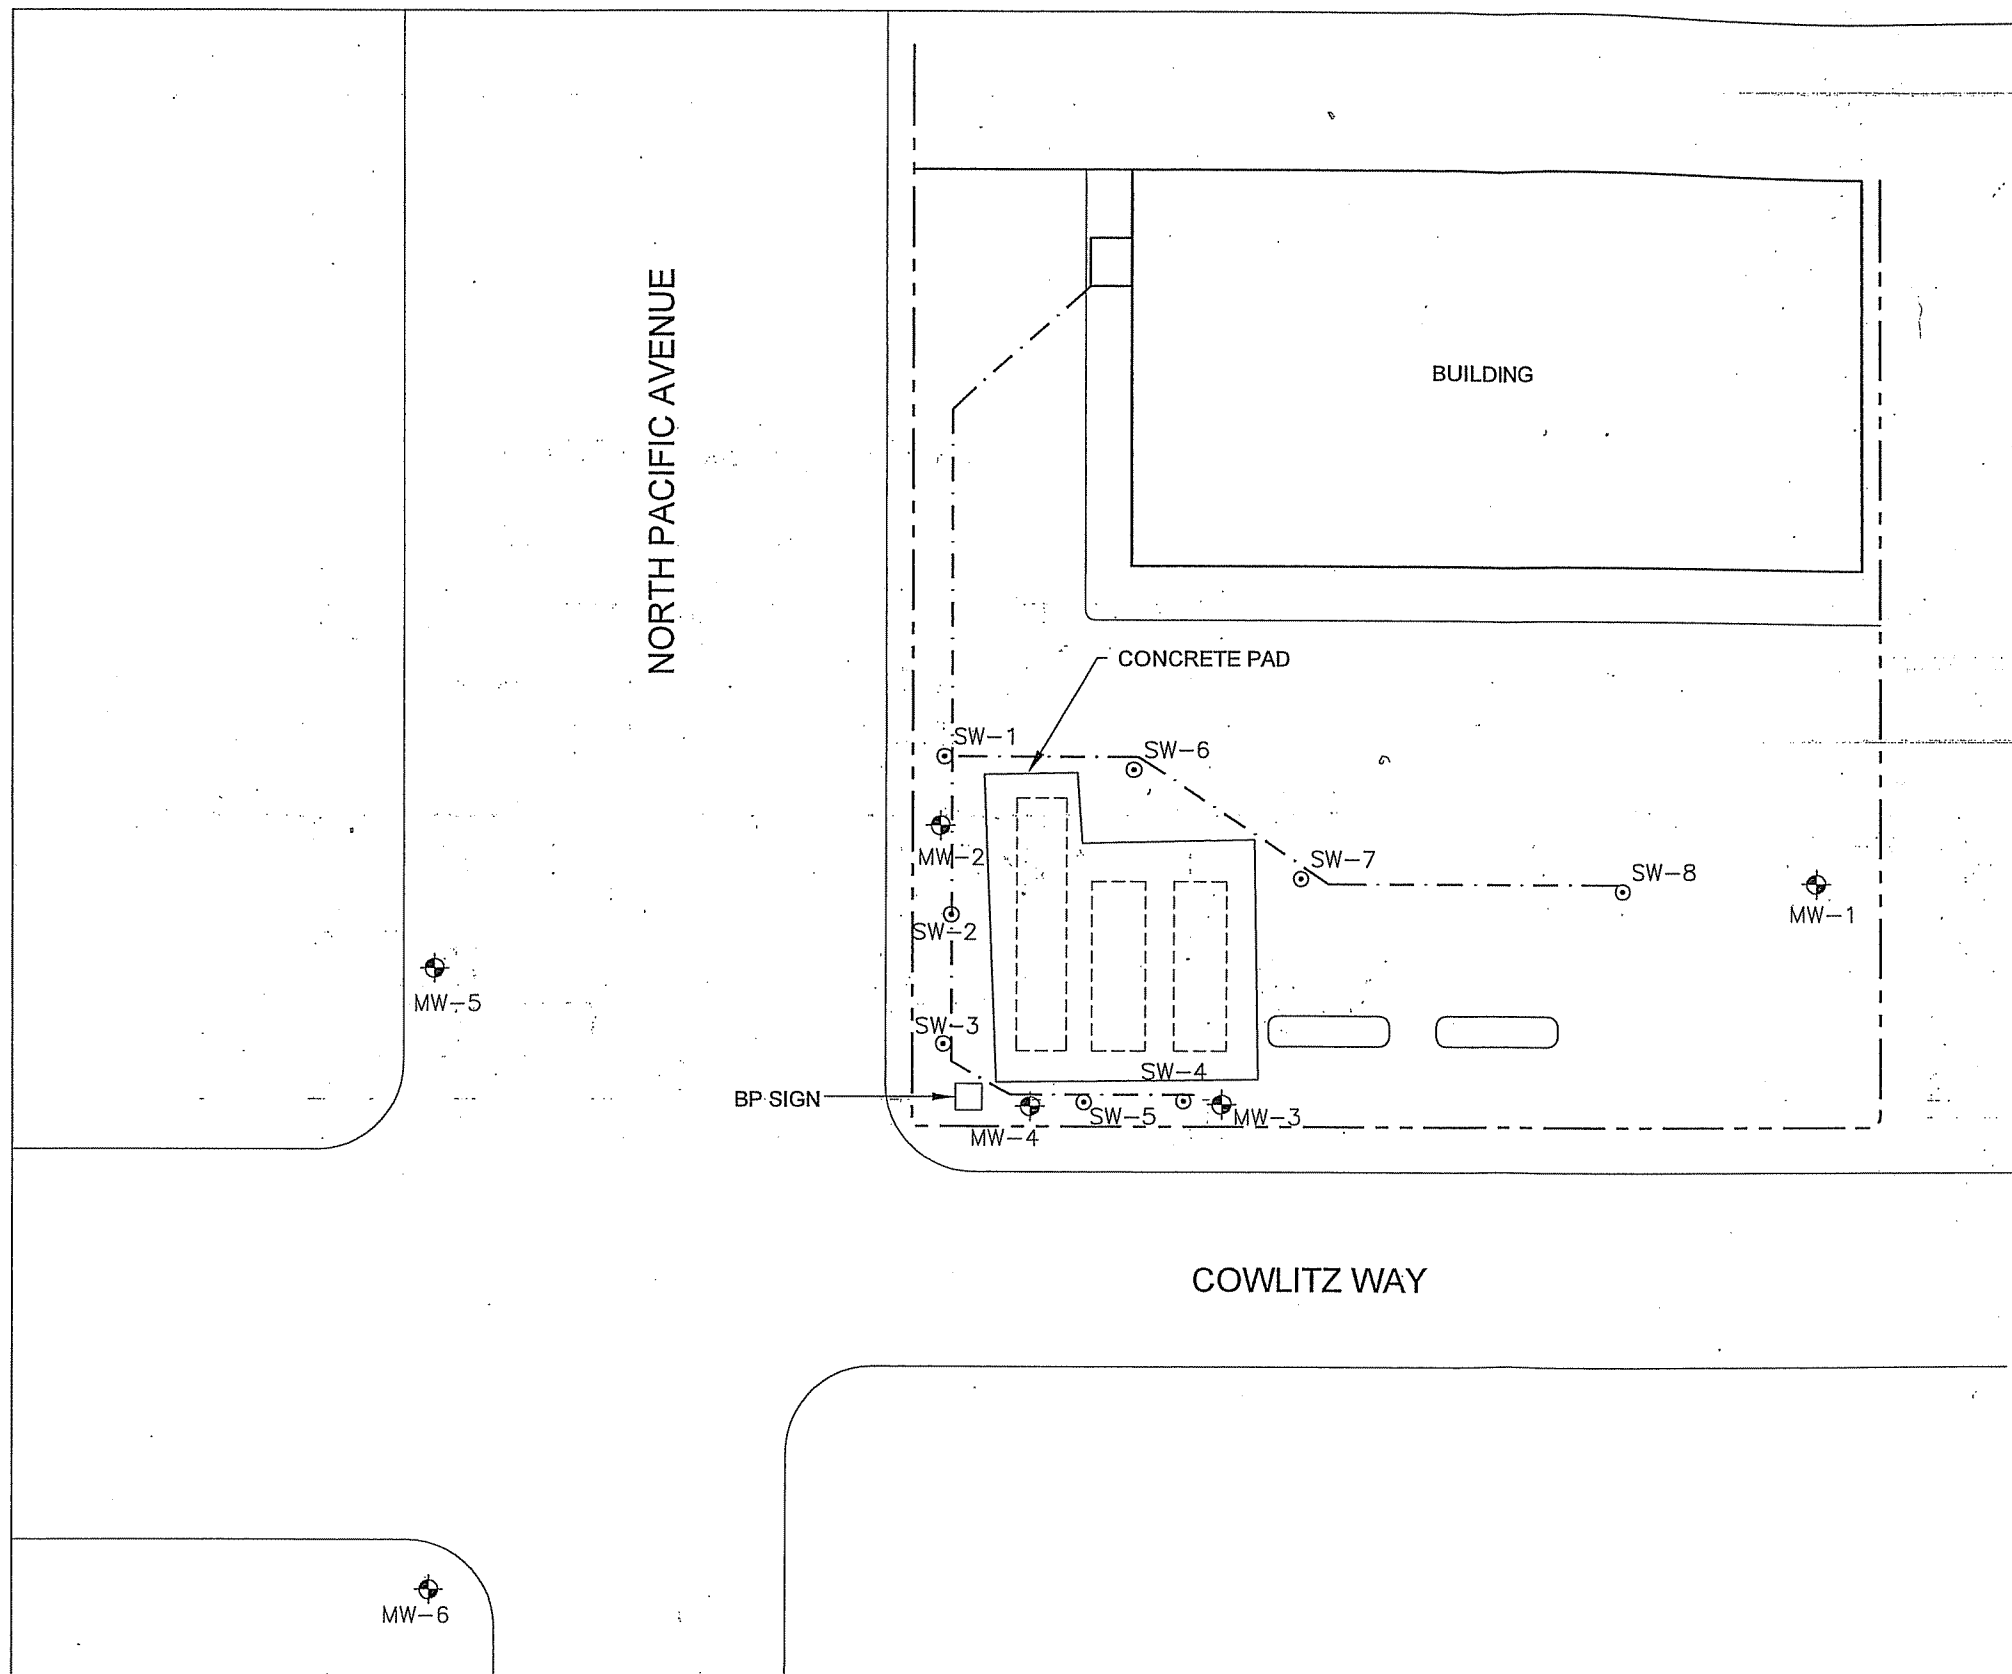 NORTH PACIFIC AVENUE
BUILDING
CONCRETE PAD
SW-1
SW-6
MW-2
SW-7
SW-8
MW-1
SW-2
MW-5
SW-3
SW-4
BP SIGN
SW-5
MW-3
MW-4
COWLITZ WAY
MW-6